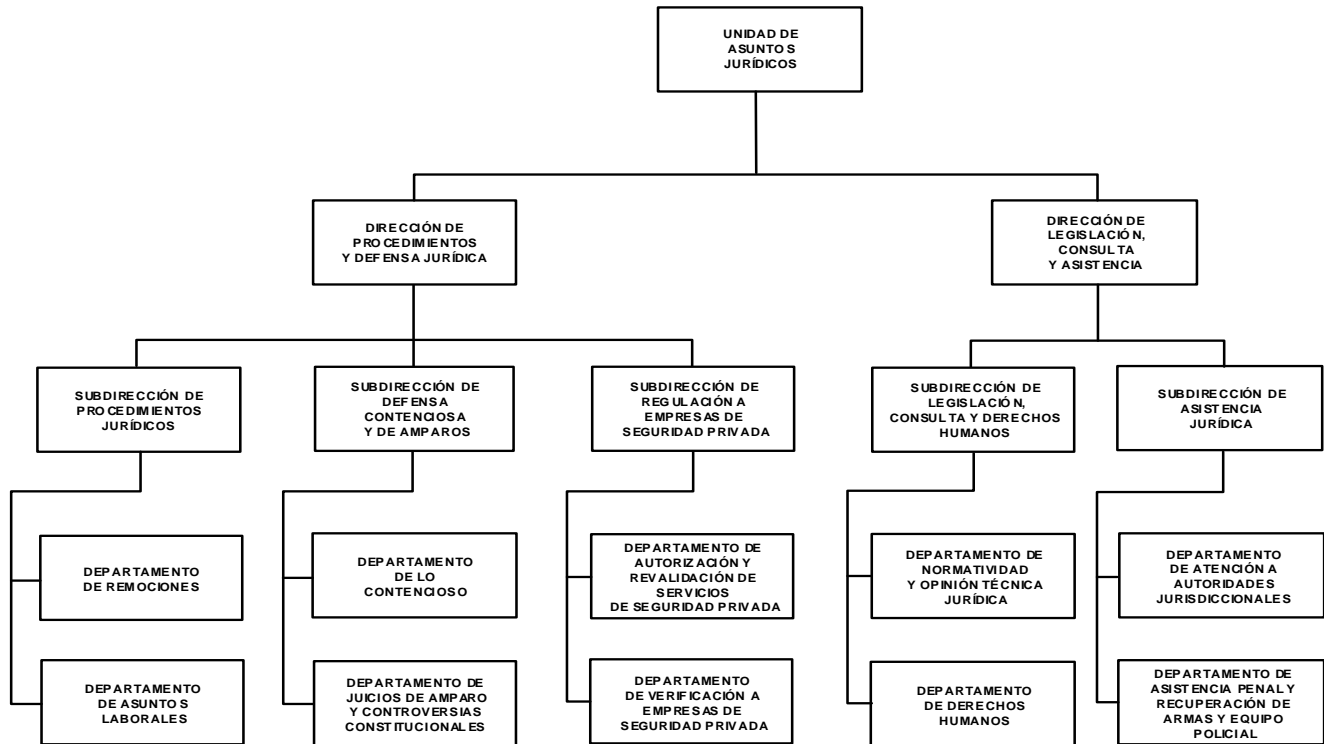 UNIDAD DE
ASUNTOS
JURÍDICOS
DIRECCIÓN DE
PROCEDIMIENTOS
Y DEFENSA JURÍDICA
DIRECCIÓN DE
LEGISLACIÓN,
CONSULTA
Y ASISTENCIA
SUBDIRECCIÓN DE
PROCEDIMIENTOS
JURÍDICOS
SUBDIRECCIÓN DE
DEFENSA
CONTENCIOSA
Y DE AMPAROS
SUBDIRECCIÓN DE
REGULACIÓN A
EMPRESAS DE
SEGURIDAD PRIVADA
SUBDIRECCIÓN DE
LEGISLACIÓN,
CONSULTA Y DERECHOS
HUMANOS
SUBDIRECCIÓN DE
ASISTENCIA
JURÍDICA
DEPARTAMENTO
DE REMOCIONES
DEPARTAMENTO
DE LO
CONTENCIOSO
DEPARTAMENTO DE
AUTORIZACIÓN Y
REVALIDACIÓN DE
SERVICIOS
DE SEGURIDAD PRIVADA
DEPARTAMENTO DE
NORMATIVIDAD
Y OPINIÓN TÉCNICA
JURÍDICA
DEPARTAMENTO
DE ATENCIÓN A
AUTORIDADES
JURISDICCIONALES
DEPARTAMENTO
DE ASUNTOS
LABORALES
DEPARTAMENTO DE
JUICIOS DE AMPARO
Y CONTROVERSIAS
CONSTITUCIONALES
DEPARTAMENTO
DE VERIFICACIÓN A
EMPRESAS DE
SEGURIDAD PRIVADA
DEPARTAMENTO
DE DERECHOS
HUMANOS
DEPARTAMENTO DE
ASISTENCIA PENAL Y
RECUPERACIÓN DE
ARMAS Y EQUIPO
POLICIAL